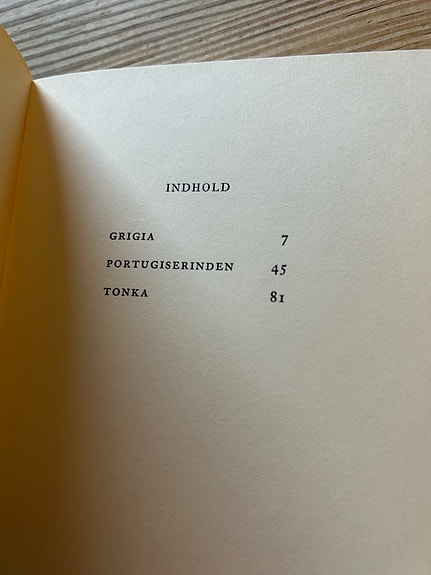 INDHOLD
GRIGIA 7
PORTUGISERINDEN 45
TONKA 81